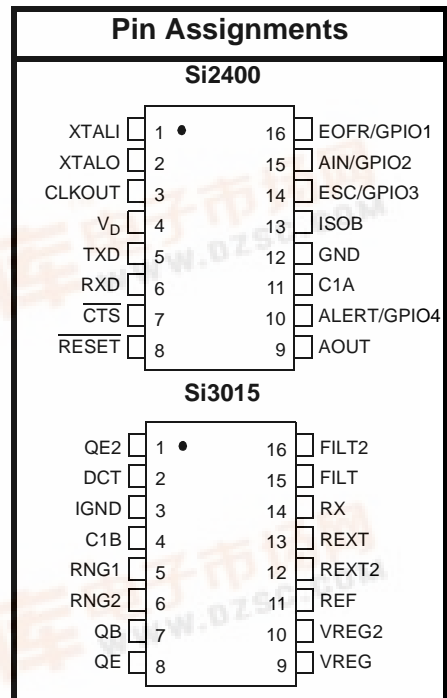 Pin Assignments
Si2400
XTALI 1 16 EOFR/GPIO1
XTALO 2 15 AIN/GPIO2
CLKOUT 3 14 ESC/GPIO3
VD 4 13 ISOB
TXD 5 12 GND
RXD 6 11 C1A
CTS 7 10 ALERT/GPIO4
RESET 8 9 AOUT
Si3015
QE2 1 16 FILT2
DCT 2 15 FILT
IGND 3 14 RX
C1B 4 13 REXT
RNG1 5 12 REXT2
RNG2 6 11 REF
QB 7 10 VREG2
QE 8 9 VREG